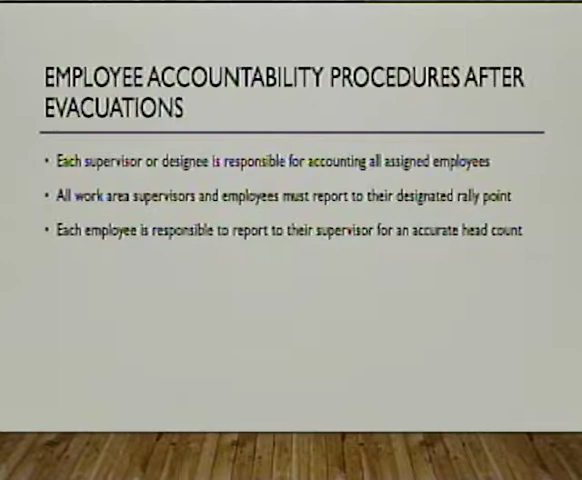 EMPLOYEE ACCOUNTABILITY PROCEDURES AFTER
EVACUATIONS
• Each supervisor or designee is responsible for accounting all assigned employees
• All work area supervisors and employees must report to their designated rally point
• Each employee is responsible to report to their supervisor for an accurate head count